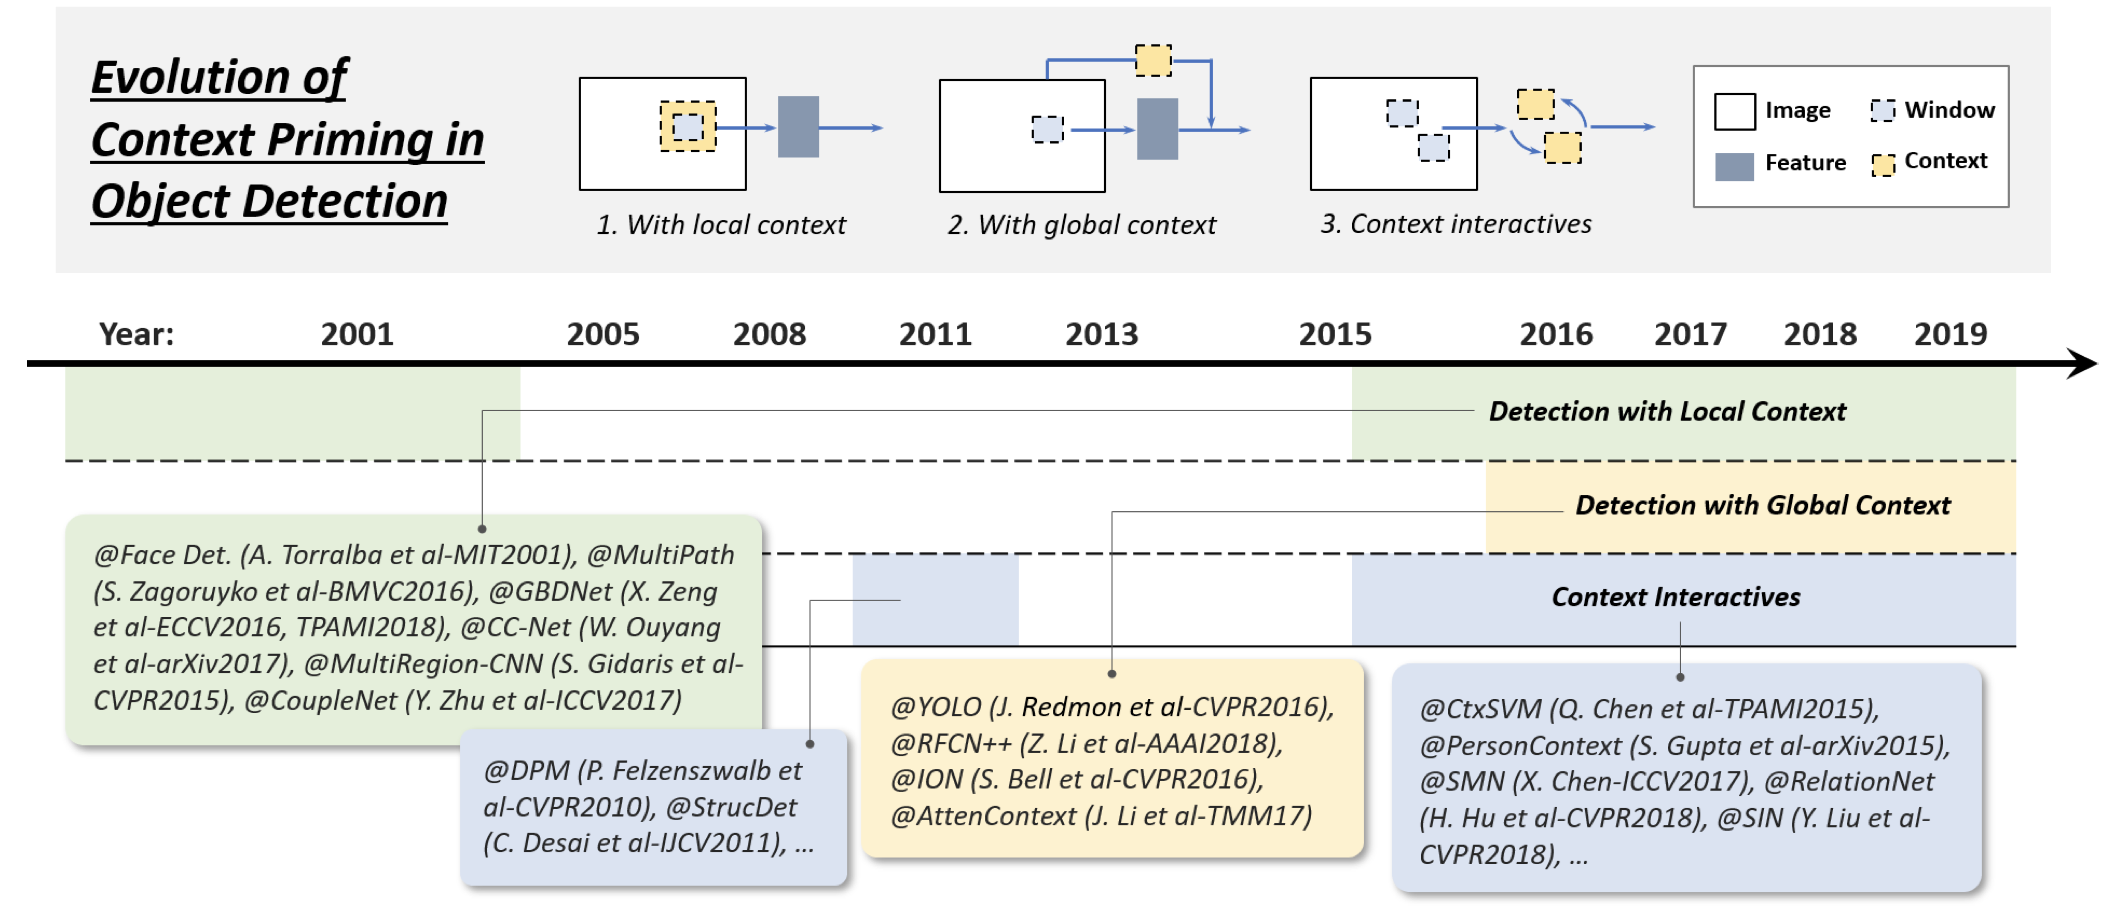 Evolution of
Context Priming in
Object Detection
1. With local context
2. With global context
3. Context interactives
Image
Window
Feature
Context
Year:
2001
2005
2008
2011
2013
2015
2016
2017
2018
2019
Detection with Local Context
Detection with Global Context
Context Interactives
@Face Det. (A. Torralba et al-MIT2001), @MultiPath
(S. Zagoruyko et al-BMVC2016), @GBDNet (X. Zeng
et al-ECCV2016, TPAMI2018), @CC-Net (W. Ouyang
et al-arXiv2017), @MultiRegion-CNN (S. Gidaris et al-
CVPR2015), @CoupleNet (Y. Zhu et al-ICCV2017)
@DPM (P. Felzenszwalb et
al-CVPR2010), @StrucDet
(C. Desai et al-IJCV2011), ...
@YOLO (J. Redmon et al-CVPR2016),
@RFCN++ (Z. Li et al-AAAI2018),
@ION (S. Bell et al-CVPR2016),
@AttenContext (J. Li et al-TMM17)
@CtxSVM (Q. Chen et al-TPAMI2015),
@PersonContext (S. Gupta et al-arXiv2015),
@SMN (X. Chen-ICCV2017), @RelationNet
(H. Hu et al-CVPR2018), @SIN (Y. Liu et al-
CVPR2018), ...